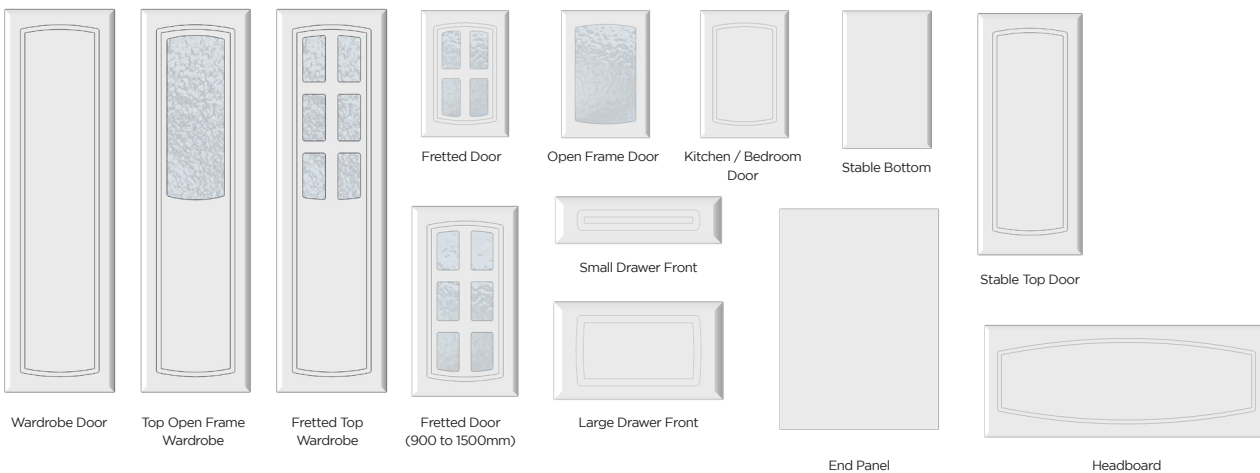 Fretted Door
Open Frame Door
Kitchen / Bedroom
Door
Stable Bottom
Small Drawer Front
Stable Top Door
Wardrobe Door
Top Open Frame
Wardrobe
Fretted Top
Wardrobe
Fretted Door
(900 to 1500mm)
Large Drawer Front
End Panel
Headboard